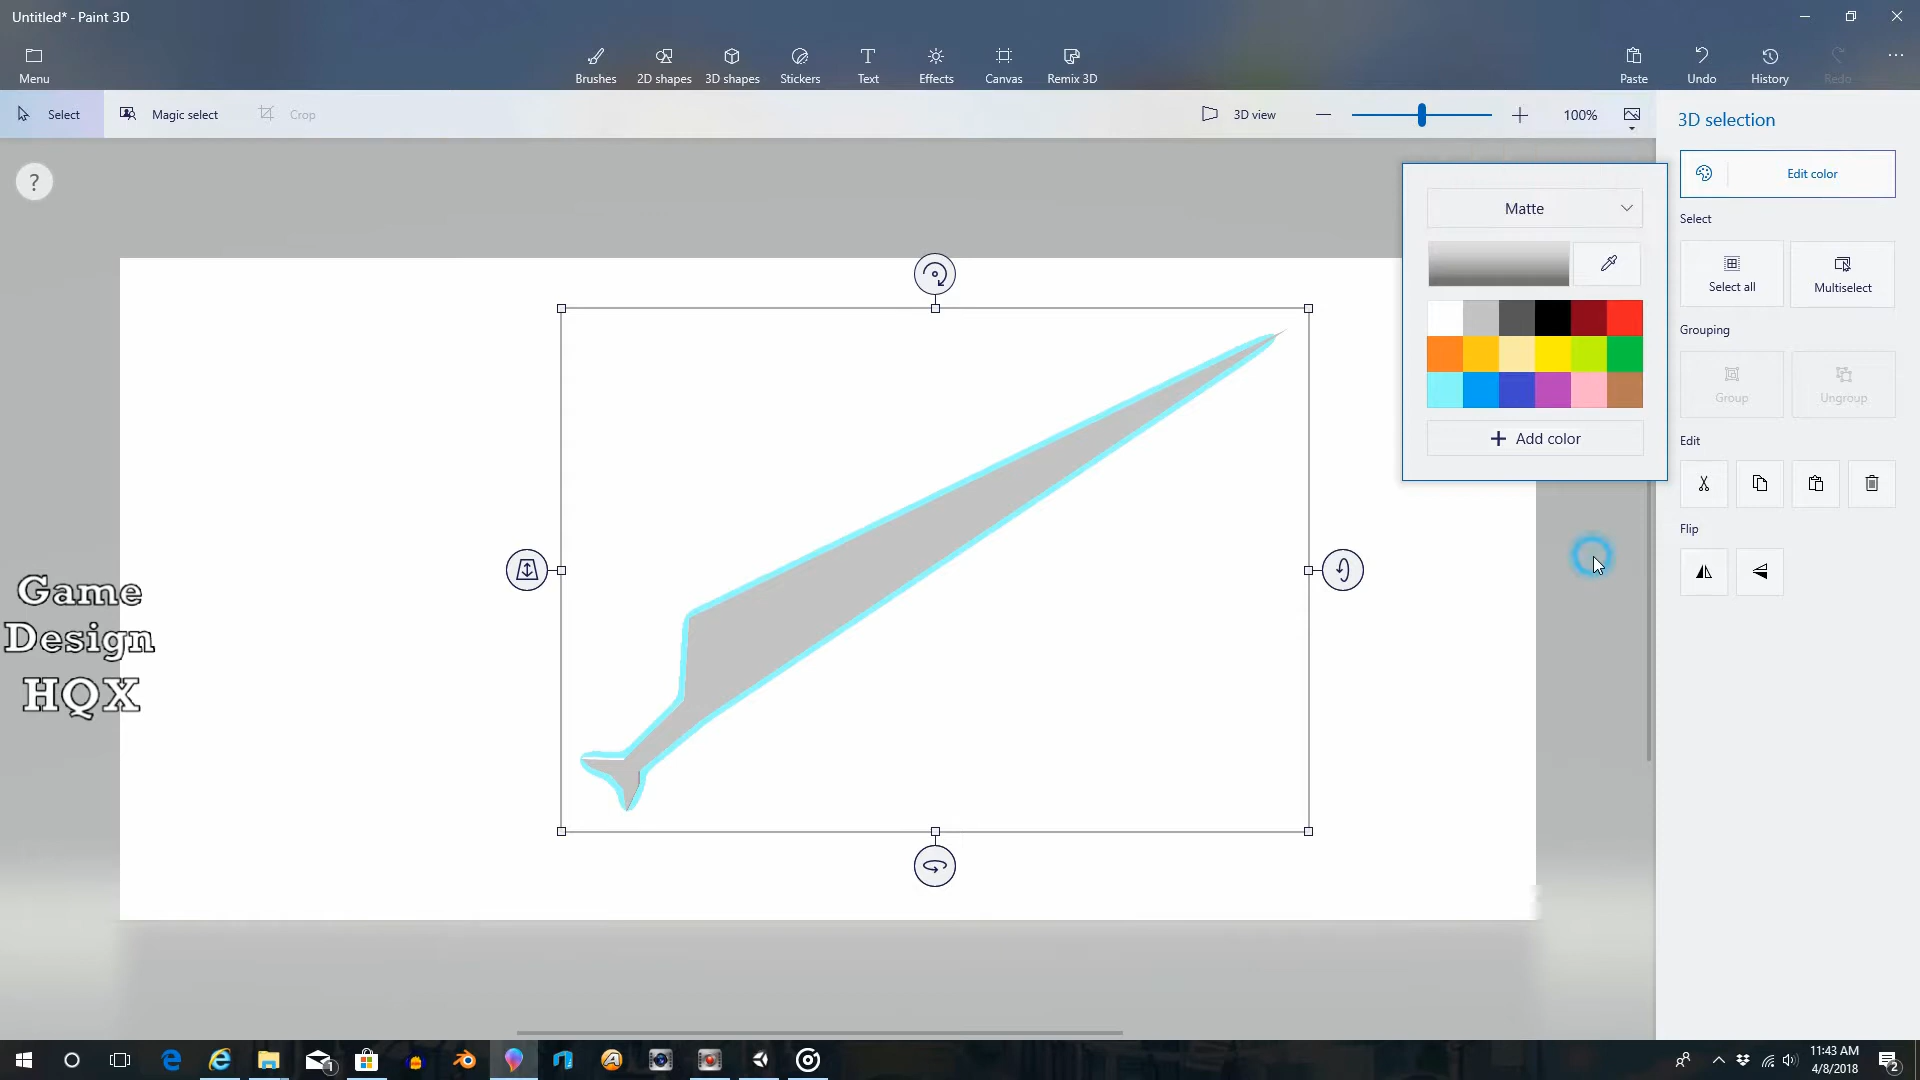 Untitled* - Paint 3D
Menu
Brushes
2D shapes
3D shapes
Stickers
Text
Effects
Canvas
Remix 3D
Paste
Undo
History
Redo
Select
Magic select
Crop
3D view
100%
3D selection
?
Matte
Edit color
Select
Select all
Multiselect
Grouping
Group
Ungroup
Add color
Edit
Flip
Game
Design
HQX
1
11:43 AM
4/8/2018
2